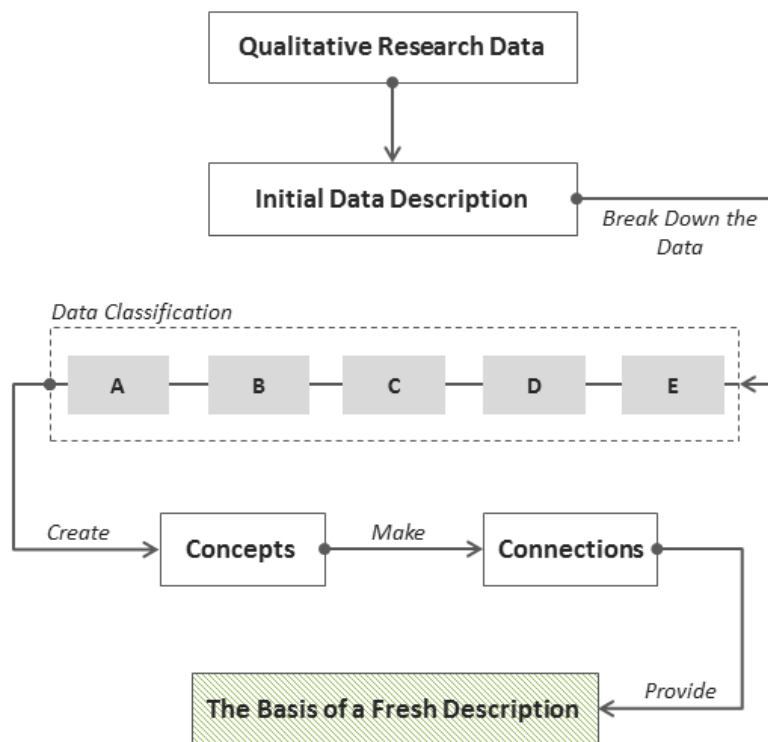 Qualitative Research Data
Initial Data Description
Break Down the
Data
Data Classification
A
B
C
D
E
Create
Concepts
Make
Connections
The Basis of a Fresh Description
Provide